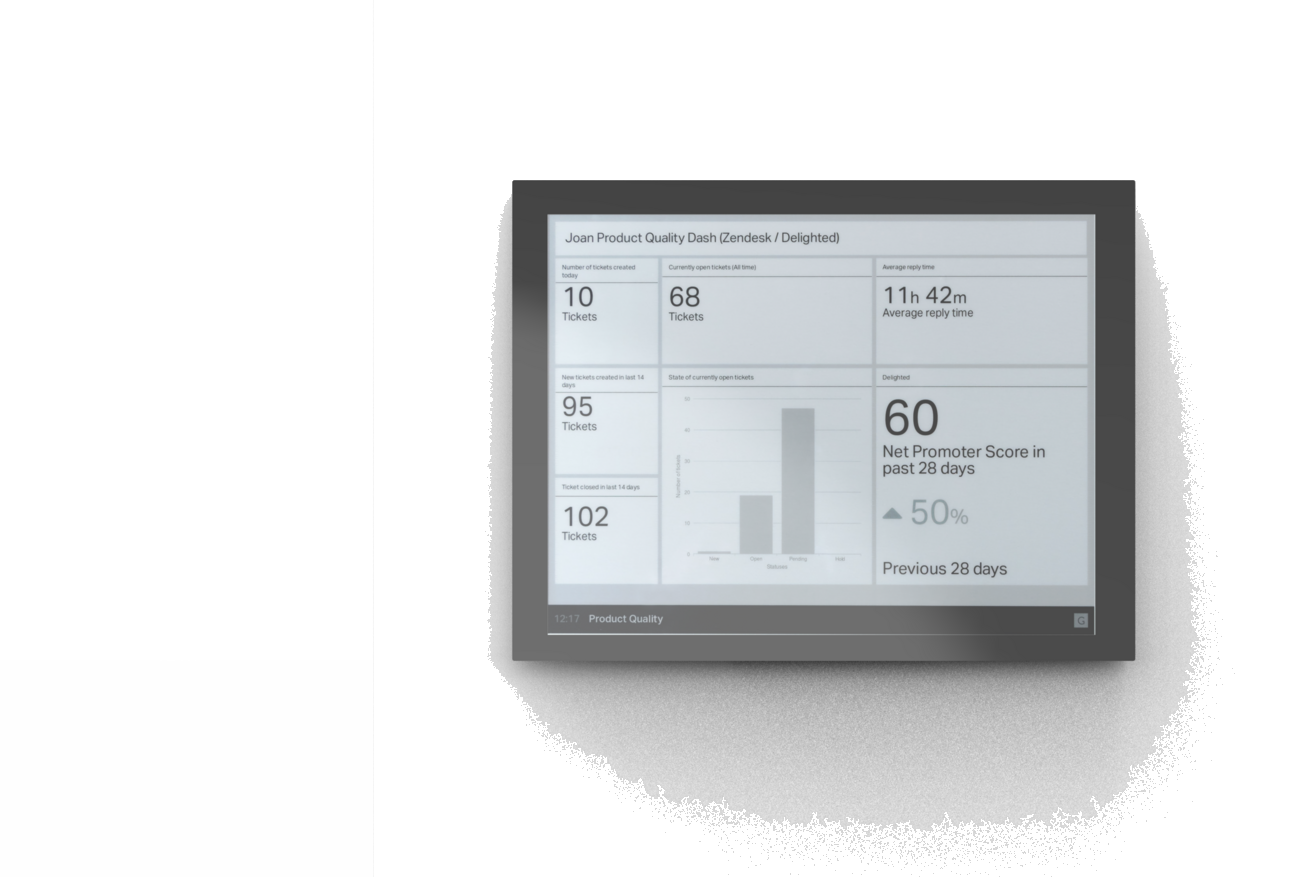 Joan Product Quality Dash (Zendesk / Delighted)
Number of tickets created
today
10
Tickets
Currently open tickets (All time)
68
Tickets
Average reply time
11h 42m
Average reply time
New tickets created in last 14
days
95
Tickets
Ticket closed in last 14 days
102
Tickets
State of currently open tickets
50
40
30
20
10
0
Number of tickets
New
Open
Pending
Hold
Statuses
Delighted
60
Net Promoter Score in
past 28 days
▲ 50%
Previous 28 days
12:17 Product Quality
G